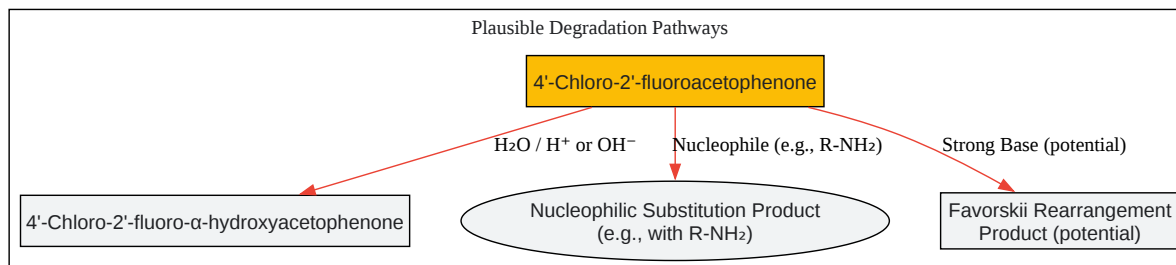 Plausible Degradation Pathways
4'-Chloro-2'-fluoroacetophenone
H₂O / H⁺ or OH⁻
Nucleophile (e.g., R-NH₂)
Strong Base (potential)
4'-Chloro-2'-fluoro-α-hydroxyacetophenone
Nucleophilic Substitution Product
(e.g., with R-NH₂)
Favorskii Rearrangement
Product (potential)